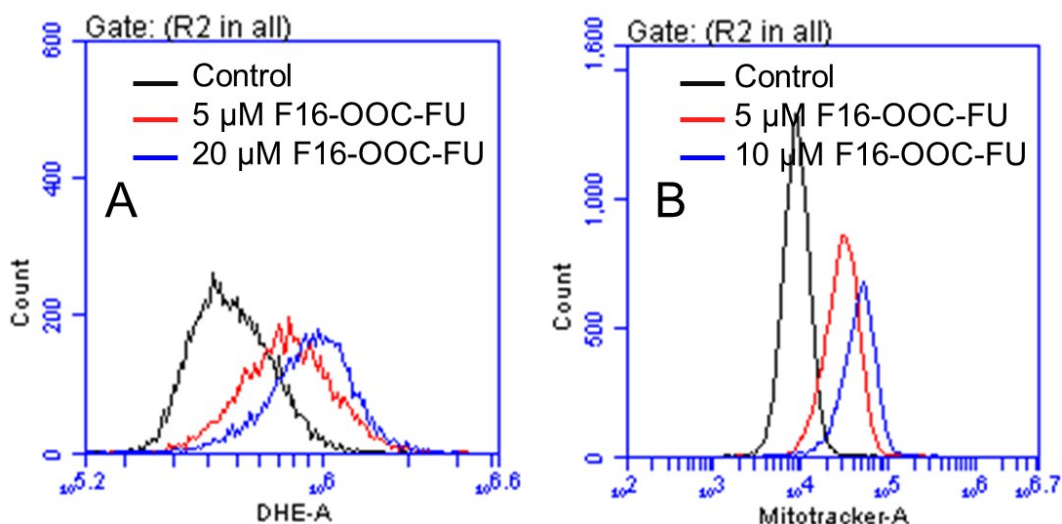 Gate: (R2 in all)
600
400
200
0
Count
Control
5 µM F16-OOC-FU
20 µM F16-OOC-FU
A
10^5.2
10^6
10^6.6
DHE-A
Gate: (R2 in all)
1,600
1,000
500
0
Count
Control
5 µM F16-OOC-FU
10 µM F16-OOC-FU
B
10^2
10^3
10^4
10^5
10^6
10^6.7
Mitotracker-A